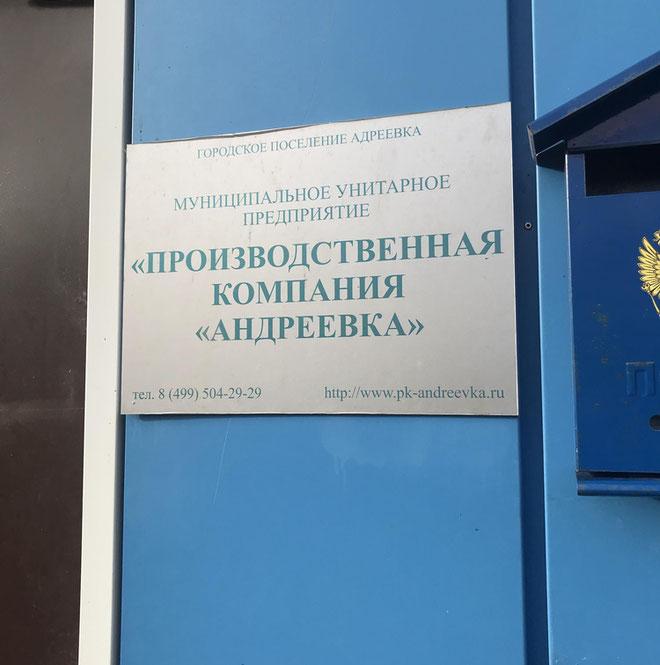 ГОРОДСКОЕ ПОСЕЛЕНИЕ АДРЕЕВКА
МУНИЦИПАЛЬНОЕ УНИТАРНОЕ
ПРЕДПРИЯТИЕ
«ПРОИЗВОДСТВЕННАЯ
КОМПАНИЯ
«АНДРЕЕВКА»
тел. 8 (499) 504-29-29 http://www.pk-andreevka.ru